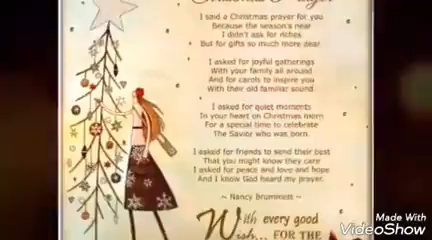 Christmas Prayer
I said a Christmas prayer for you
Because the season's near
I didn't ask for riches
But for gifts so much more dear
I asked for joyful gatherings
With your family all around
And for carols to inspire you
With their old familiar sound
I asked for quiet moments
In your heart on Christmas morn
For a special time to celebrate
The Savior who was born.
I asked for friends to send their best
That you might know they care
I asked for peace and love and hope
And I know God heard my prayer.
~ Nancy Brummett ~
With every good
Wish... FOR THE
Made With
VivaShow